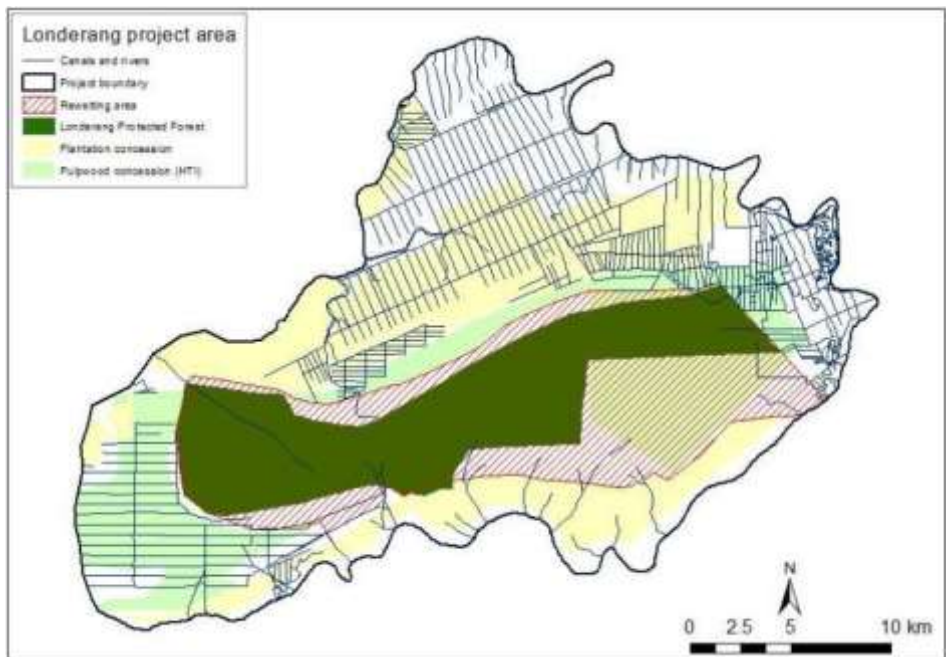 Londerang project area
Canals and rivers
Project boundary
Rewetting area
Londerang Protected Forest
Plantation concession
Pulpwood concession (HTI)
N
0 2.5 5 10 km